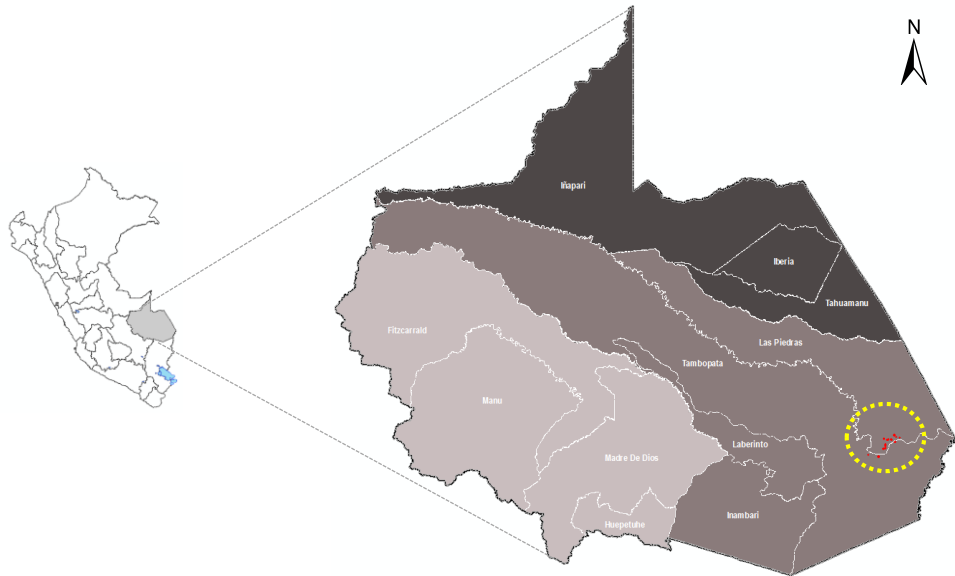 N
Iñapari
Iberia
Tahuamanu
Fitzcarrald
Las Piedras
Tambopata
Manu
Laberinto
Madre De Dios
Inambari
Huepetuhe